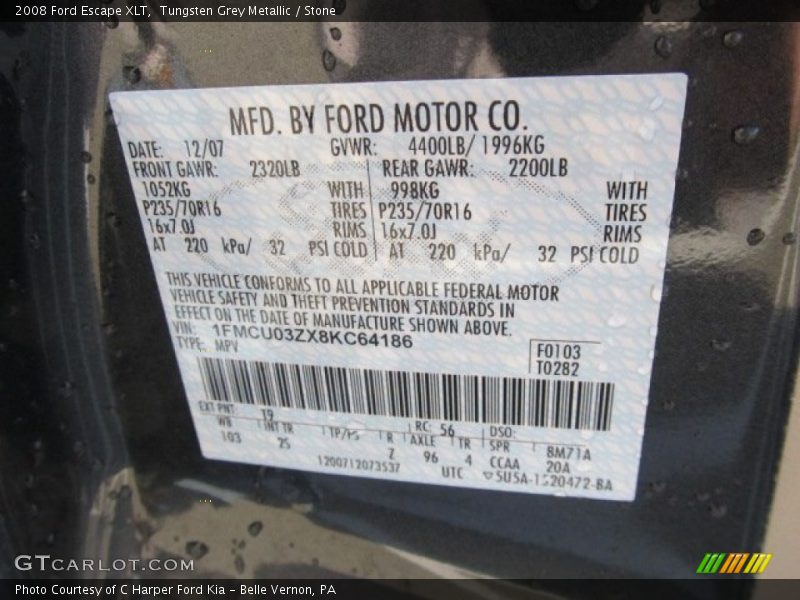 2008 Ford Escape XLT, Tungsten Grey Metallic / Stone
MFD. BY FORD MOTOR CO.
DATE: 12/07 GVWR: 4400LB/ 1996KG
FRONT GAWR: 2320LB REAR GAWR: 2200LB
1052KG WITH 998KG WITH
P235/70R16 TIRES P235/70R16 TIRES
16x7.0J RIMS 16x7.0J RIMS
AT 220 kPa/ 32 PSI COLD AT 220 kPa/ 32 PSI COLD
THIS VEHICLE CONFORMS TO ALL APPLICABLE FEDERAL MOTOR
VEHICLE SAFETY AND THEFT PREVENTION STANDARDS IN
EFFECT ON THE DATE OF MANUFACTURE SHOWN ABOVE.
VIN: 1FMCU03ZX8KC64186
TYPE: MPV
F0103
T0282
EXT PNT T9 RC: 56 DSO:
WB INT TR TP/PS R AXLE TR SPR 8M71A
103 2S Z 96 4 CCAA 20A
1200712073537 UTC
GTCARLOT.COM
Photo Courtesy of C Harper Ford Kia – Belle Vernon, PA